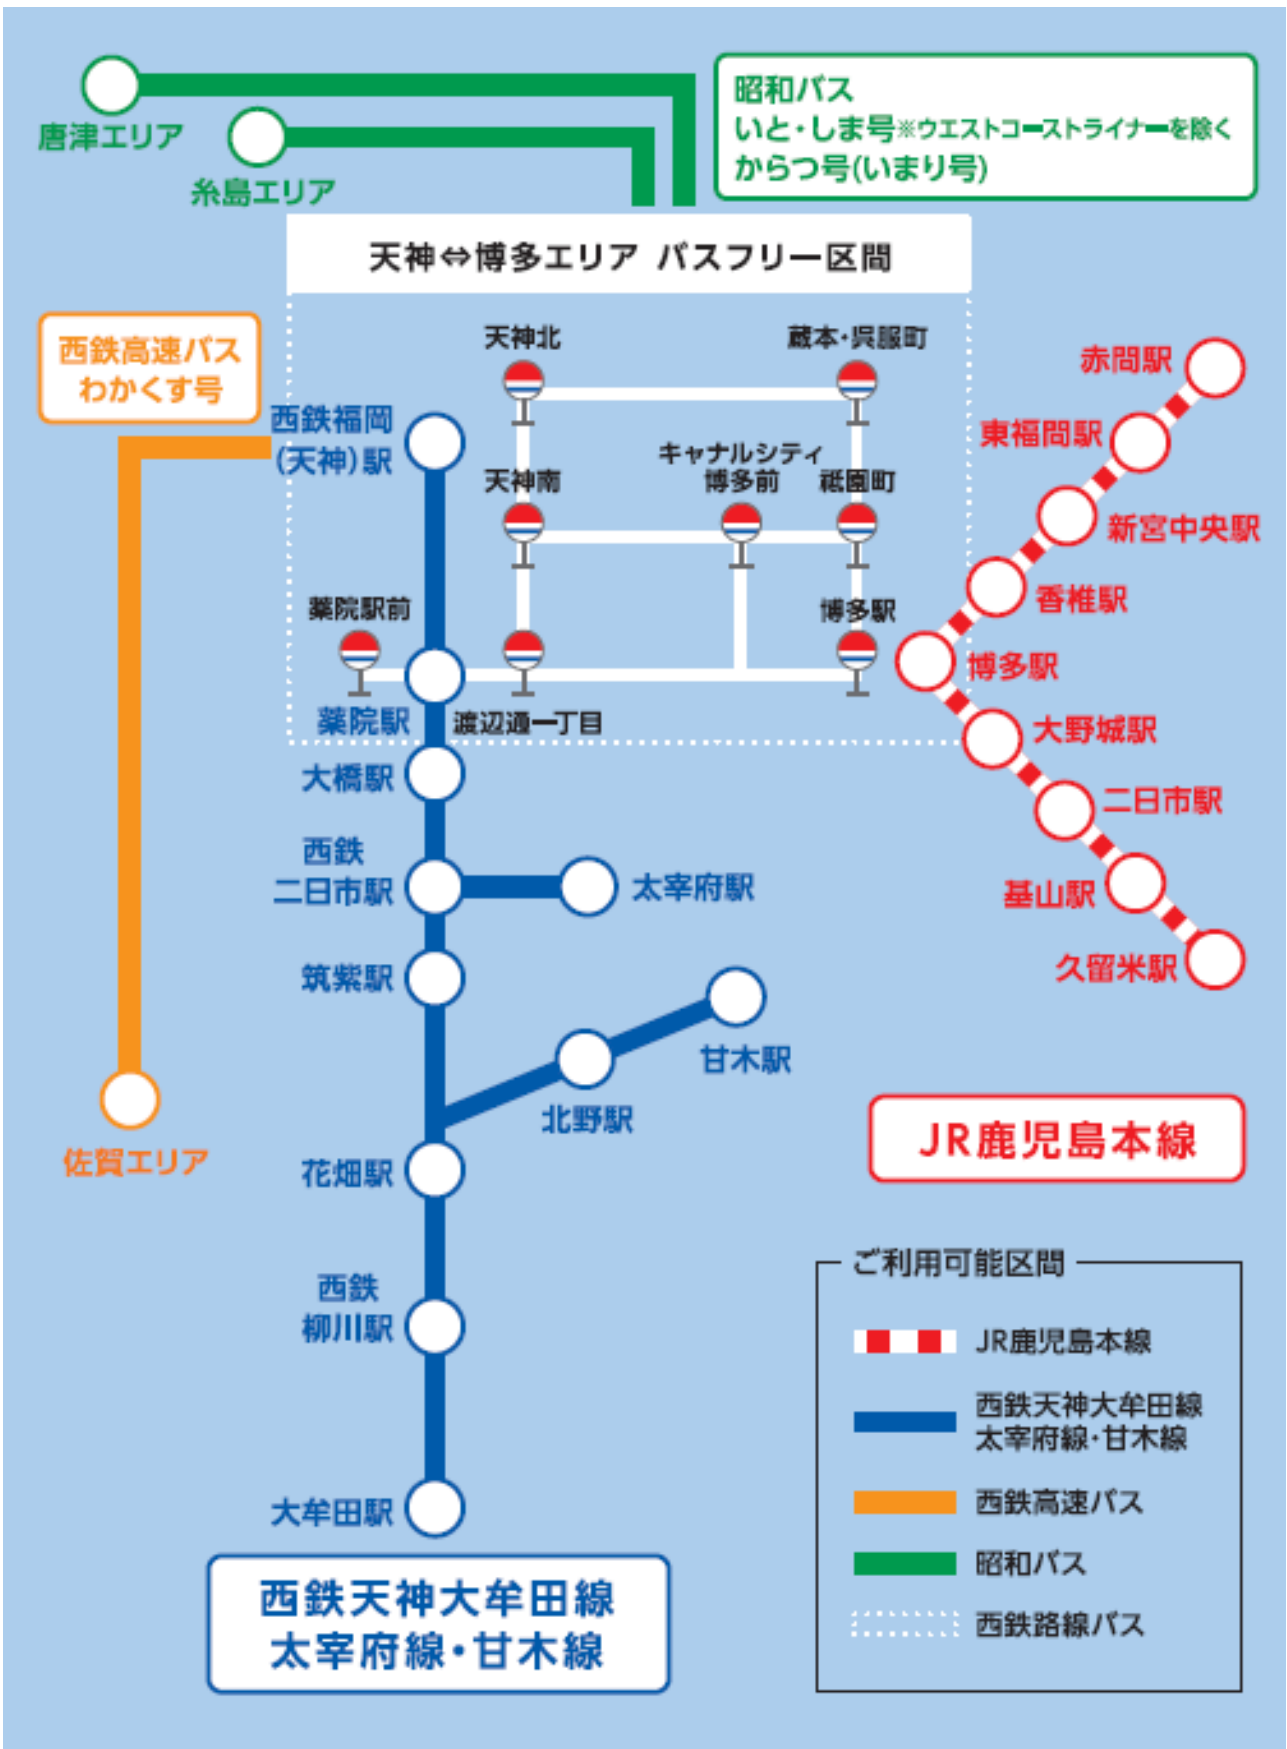 唐津エリア
糸島エリア
昭和バス
いと・しま号※ウエストコーストライナーを除く
からつ号(いまり号)
天神⇔博多エリア バスフリー区間
西鉄高速バス
わかくす号
西鉄福岡
(天神)駅
天神北
蔵本・呉服町
天神南
キャナルシティ
博多前
祗園町
薬院駅前
博多駅
薬院駅
渡辺通一丁目
大橋駅
西鉄
二日市駅
太宰府駅
筑紫駅
甘木駅
北野駅
花畑駅
西鉄
柳川駅
大牟田駅
佐賀エリア
赤間駅
東福間駅
新宮中央駅
香椎駅
博多駅
大野城駅
二日市駅
基山駅
久留米駅
JR鹿児島本線
西鉄天神大牟田線
太宰府線・甘木線
ご利用可能区間
JR鹿児島本線
西鉄天神大牟田線
太宰府線・甘木線
西鉄高速バス
昭和バス
西鉄路線バス